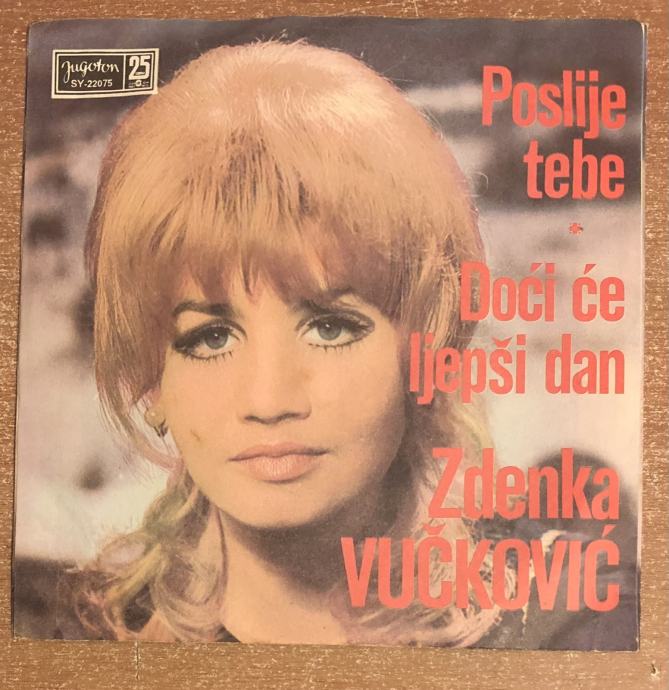 Jugoton
SY-22075
25
Poslije
tebe
*
Doći će
ljepši dan
Zdenka
VUČKOVIĆ